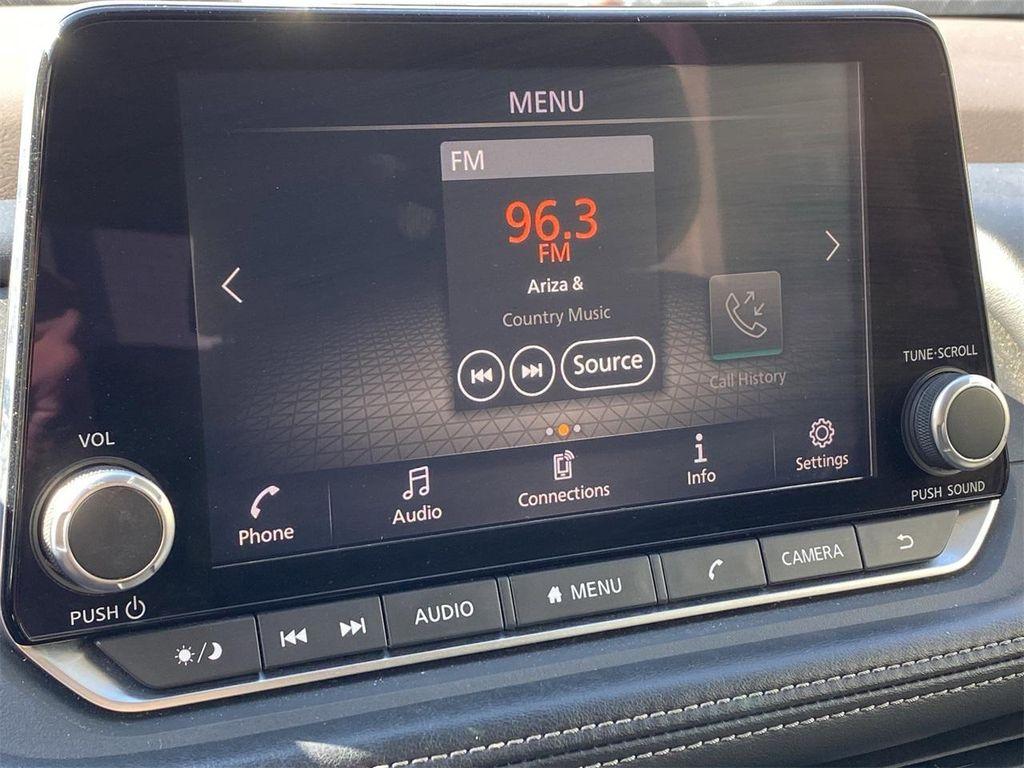 MENU
FM
96.3
FM
Ariza &
Country Music
Source
Call History
Phone
Audio
Connections
Info
Settings
VOL
PUSH
TUNE·SCROLL
PUSH SOUND
AUDIO
MENU
CAMERA